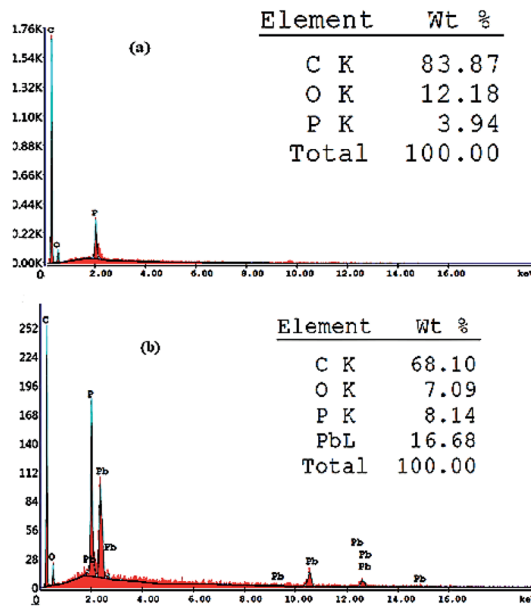 1.76K
C
(a)
Element Wt %
1.54K
C K 83.87
1.32K
O K 12.18
1.10K
P K 3.94
0.88K
Total 100.00
0.66K
0.44K
P
0.22K
O
0.00K
0 2.00 4.00 6.00 8.00 10.00 12.00 14.00 16.00 keV
C
(b)
252
Element Wt %
224
C K 68.10
196
O K 7.09
P
168
P K 8.14
140
PbL 16.68
112
Pb
Total 100.00
84
56
Pb
Pb
28
O
Pb
Pb
Pb
Pb
Pb
Pb
Pb
0
0 2.00 4.00 6.00 8.00 10.00 12.00 14.00 16.00 keV